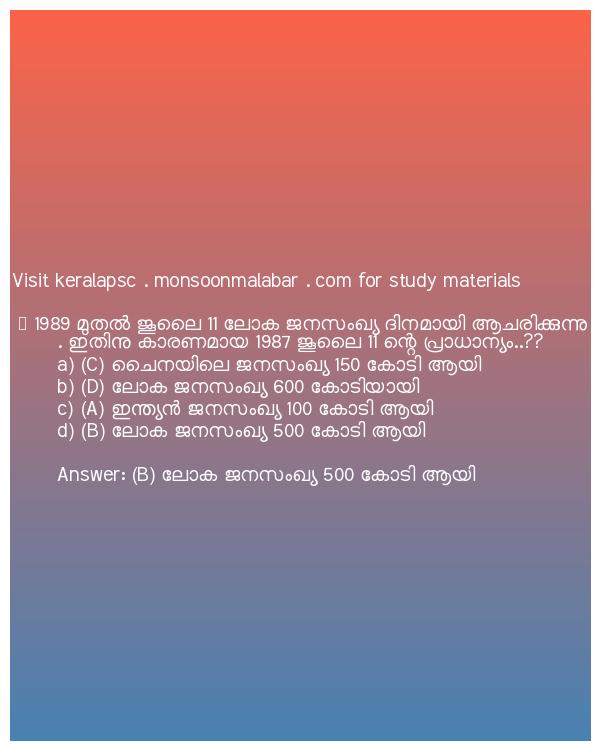 Visit keralapsc . monsoonmalabar . com for study materials
1989 മുതൽ ജൂലൈ 11 ലോക ജനസംഖ്യ ദിനമായി ആചരിക്കുന്നു
. ഇതിനു കാരണമായ 1987 ജൂലൈ 11 ന്റെ പ്രാധാന്യം..??
a) (C) ചൈനയിലെ ജനസംഖ്യ 150 കോടി ആയി
b) (D) ലോക ജനസംഖ്യ 600 കോടിയായി
c) (A) ഇന്ത്യൻ ജനസംഖ്യ 100 കോടി ആയി
d) (B) ലോക ജനസംഖ്യ 500 കോടി ആയി
Answer: (B) ലോക ജനസംഖ്യ 500 കോടി ആയി